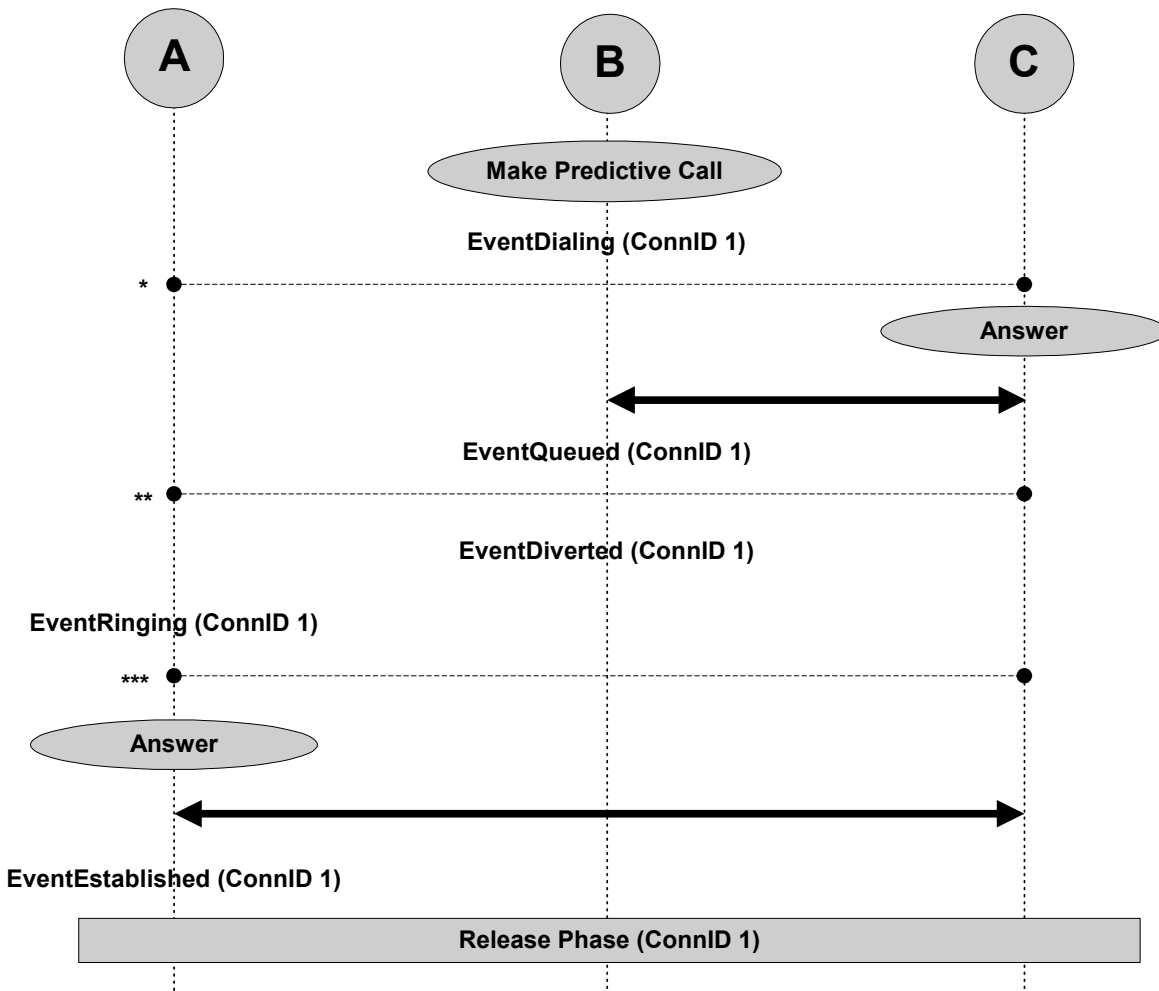 A
B
C
Make Predictive Call
EventDialing (ConnID 1)
*
Answer
EventQueued (ConnID 1)
**
EventDiverted (ConnID 1)
EventRinging (ConnID 1)
***
Answer
EventEstablished (ConnID 1)
Release Phase (ConnID 1)